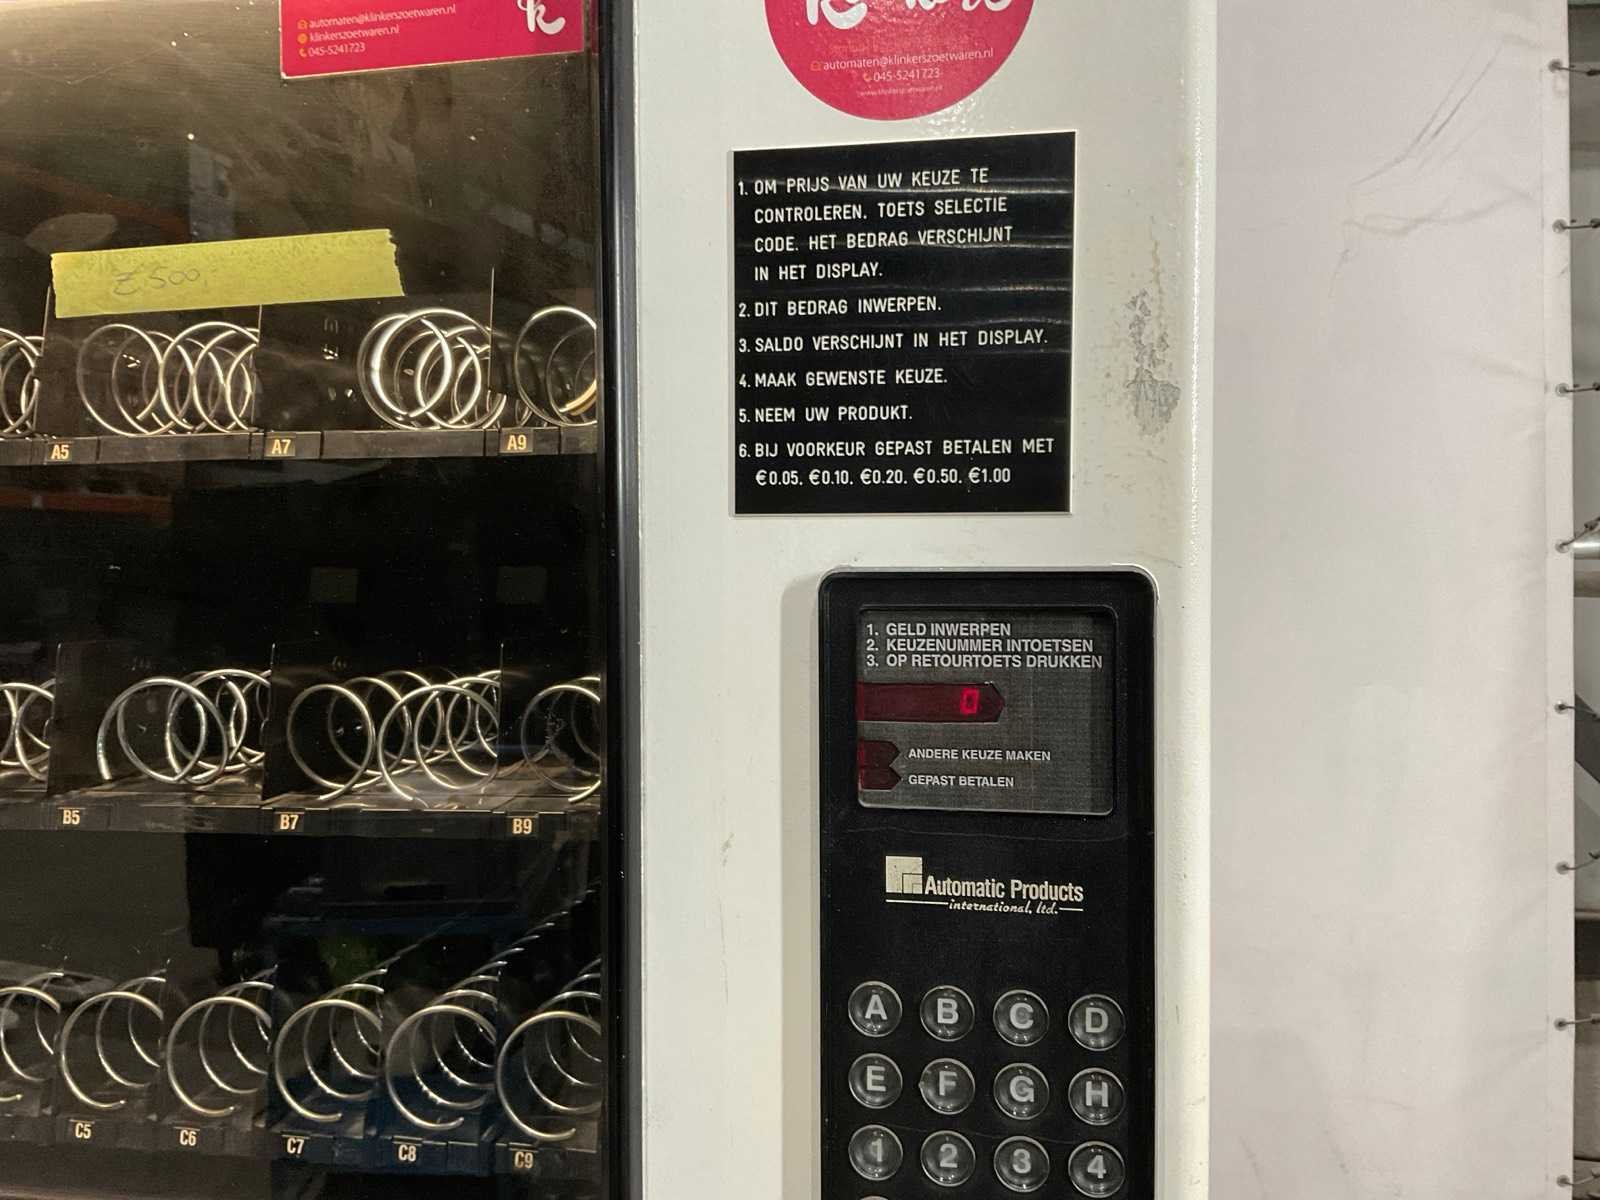 automaten@klinkerszoetwaren.nl
klinkerszoetwaren.nl
045-5241723
k
automaten@klinkerszoetwaren.nl
045-5241723
1. OM PRIJS VAN UW KEUZE TE
CONTROLEREN. TOETS SELECTIE
CODE. HET BEDRAG VERSCHIJNT
IN HET DISPLAY.
2. DIT BEDRAG INWERPEN.
3. SALDO VERSCHIJNT IN HET DISPLAY.
4. MAAK GEWENSTE KEUZE.
5. NEEM UW PRODUKT.
6. BIJ VOORKEUR GEPAST BETALEN MET
€0.05. €0.10. €0.20. €0.50. €1.00
A5 A7 A9
B5 B7 B9
C5 C6 C7 C8 C9
1. GELD INWERPEN
2. KEUZENUMMER INTOETSEN
3. OP RETOURTOETS DRUKKEN
0
ANDERE KEUZE MAKEN
GEPAST BETALEN
Automatic Products
international, ltd.
A B C D
E F G H
1 2 3 4